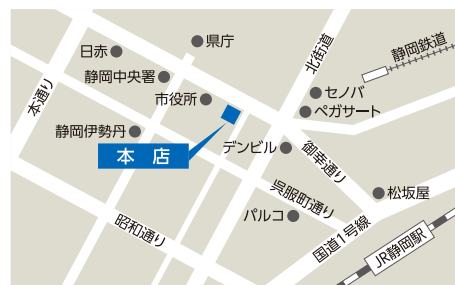 県庁
日赤
北街道
静岡鉄道
静岡中央署
本通り
市役所
セノバ
ペガサート
静岡伊勢丹
デンビル
本店
御幸通り
呉服町通り
松坂屋
パルコ
昭和通り
国道1号線
JR静岡駅